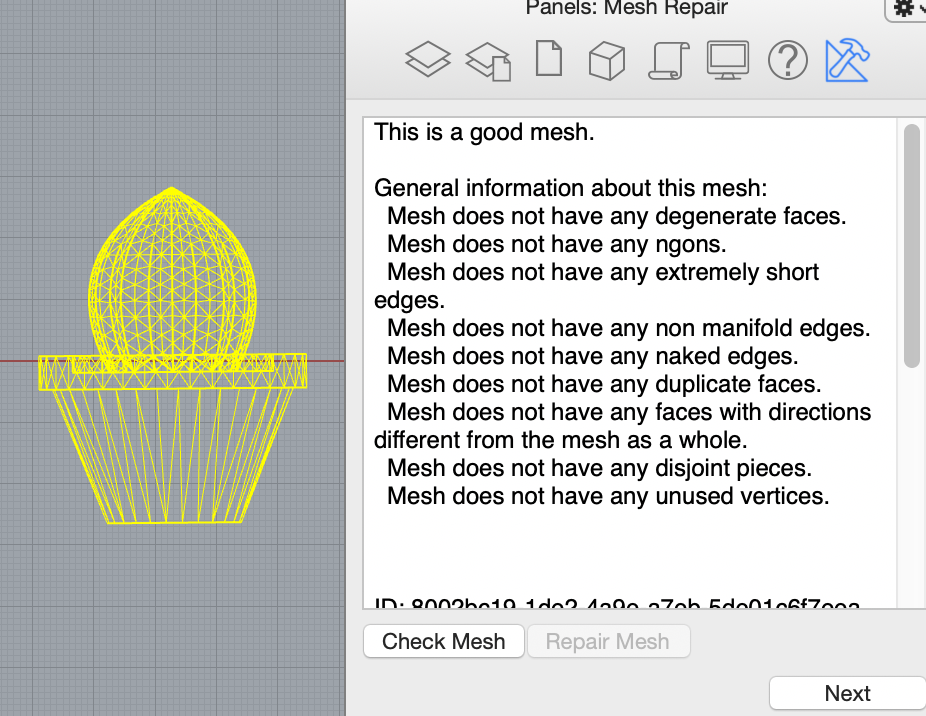 Panels: Mesh Repair
This is a good mesh.
General information about this mesh:
Mesh does not have any degenerate faces.
Mesh does not have any ngons.
Mesh does not have any extremely short
edges.
Mesh does not have any non manifold edges.
Mesh does not have any naked edges.
Mesh does not have any duplicate faces.
Mesh does not have any faces with directions
different from the mesh as a whole.
Mesh does not have any disjoint pieces.
Mesh does not have any unused vertices.
ID:
Check Mesh
Repair Mesh
Next